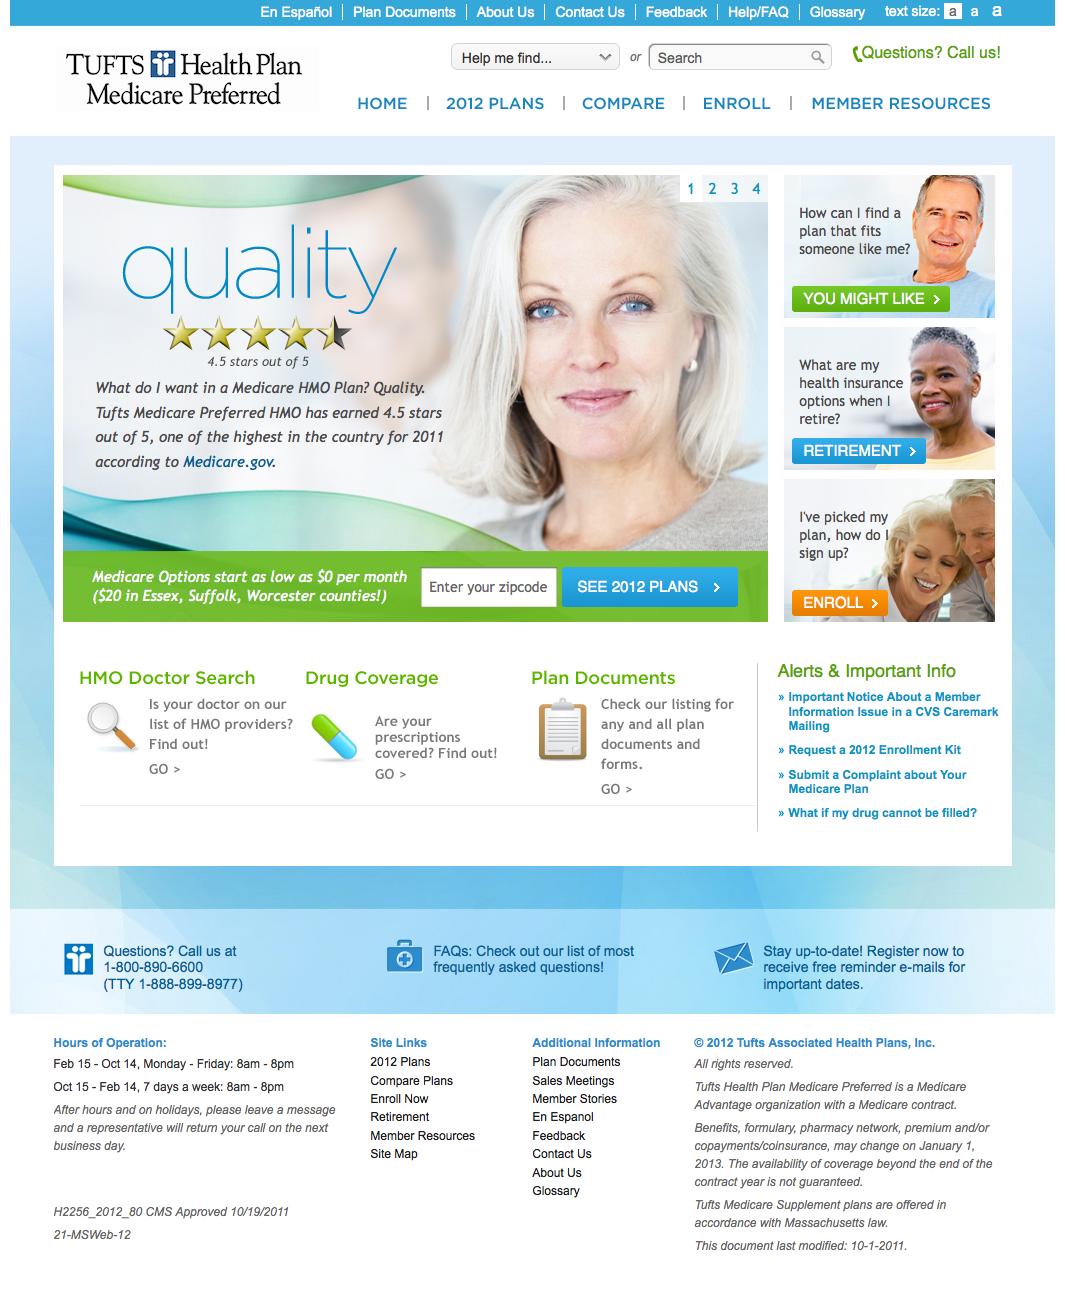 En Español | Plan Documents | About Us | Contact Us | Feedback | Help/FAQ | Glossary text size: a a a
TUFTS Health Plan
Medicare Preferred
Help me find... or Search Questions? Call us!
HOME | 2012 PLANS | COMPARE | ENROLL | MEMBER RESOURCES
1 2 3 4
quality
4.5 stars out of 5
What do I want in a Medicare HMO Plan? Quality.
Tufts Medicare Preferred HMO has earned 4.5 stars
out of 5, one of the highest in the country for 2011
according to Medicare.gov.
Medicare Options start as low as $0 per month
($20 in Essex, Suffolk, Worcester counties!)
Enter your zipcode
SEE 2012 PLANS >
How can I find a
plan that fits
someone like me?
YOU MIGHT LIKE >
What are my
health insurance
options when I
retire?
RETIREMENT >
I've picked my
plan, how do I
sign up?
ENROLL >
HMO Doctor Search
Is your doctor on our
list of HMO providers?
Find out!
GO >
Drug Coverage
Are your
prescriptions
covered? Find out!
GO >
Plan Documents
Check our listing for
any and all plan
documents and
forms.
GO >
Alerts & Important Info
» Important Notice About a Member
Information Issue in a CVS Caremark
Mailing
» Request a 2012 Enrollment Kit
» Submit a Complaint about Your
Medicare Plan
» What if my drug cannot be filled?
Questions? Call us at
1-800-890-6600
(TTY 1-888-899-8977)
FAQs: Check out our list of most
frequently asked questions!
Stay up-to-date! Register now to
receive free reminder e-mails for
important dates.
Hours of Operation:
Feb 15 - Oct 14, Monday - Friday: 8am - 8pm
Oct 15 - Feb 14, 7 days a week: 8am - 8pm
After hours and on holidays, please leave a message
and a representative will return your call on the next
business day.
H2256_2012_80 CMS Approved 10/19/2011
21-MSWeb-12
Site Links
2012 Plans
Compare Plans
Enroll Now
Retirement
Member Resources
Site Map
Additional Information
Plan Documents
Sales Meetings
Member Stories
En Espanol
Feedback
Contact Us
About Us
Glossary
© 2012 Tufts Associated Health Plans, Inc.
All rights reserved.
Tufts Health Plan Medicare Preferred is a Medicare
Advantage organization with a Medicare contract.
Benefits, formulary, pharmacy network, premium and/or
copayments/coinsurance, may change on January 1,
2013. The availability of coverage beyond the end of the
contract year is not guaranteed.
Tufts Medicare Supplement plans are offered in
accordance with Massachusetts law.
This document last modified: 10-1-2011.